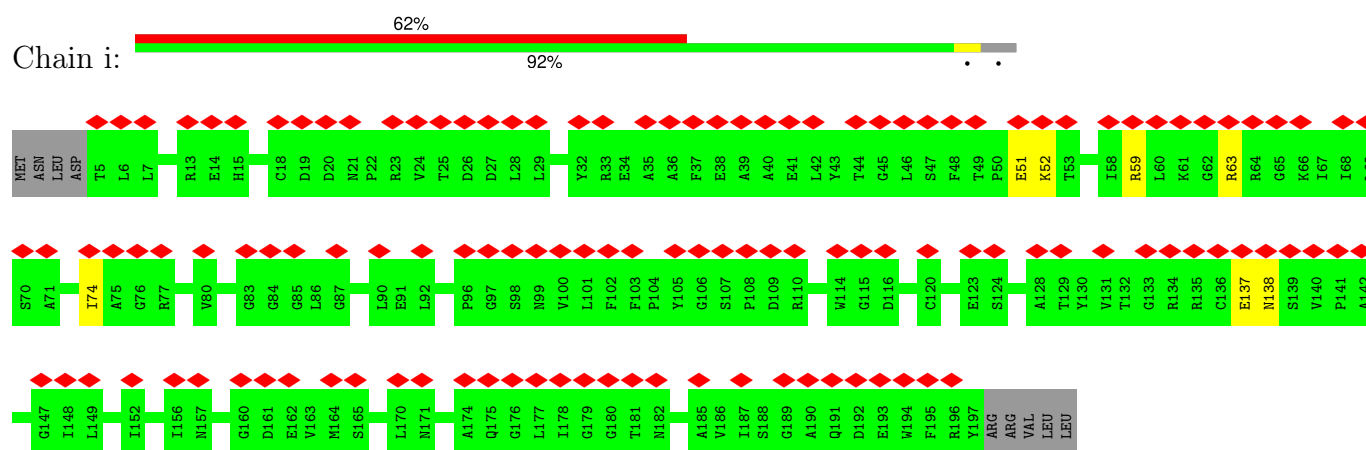 62%
Chain i:
92%
• •
MET ASN LEU ASP T5 L6 L7 R13 E14 H15 C18 D19 D20 N21 P22 R23 V24 T25 D26 D27 L28 L29 Y32 R33 E34 A35 A36 F37 E38 A39 A40 E41 L42 Y43 T44 G45 L46 S47 F48 T49 P50 E51 K52 T53 I58 R59 L60 K61 G62 R63 R64 G65 K66 I67 I68
S70 A71 I74 A75 G76 R77 V80 G83 G84 G85 L86 G87 L90 E91 L92 P96 G97 S98 N99 V100 L101 F102 F103 P104 Y105 G106 S107 P108 D109 R110 W114 G115 D116 C120 E123 S124 A128 T129 Y130 V131 T132 G133 R134 R135 C136 E137 N138 S139 V140 P141 A142
G147 I148 L149 I152 I156 N157 G160 D161 E162 V163 M164 S165 L170 N171 A174 Q175 G176 L177 I178 G179 G180 T181 N182 A185 V186 I187 S188 G189 A190 Q191 D192 E193 W194 F195 R196 Y197 ARG ARG VAL LEU LEU